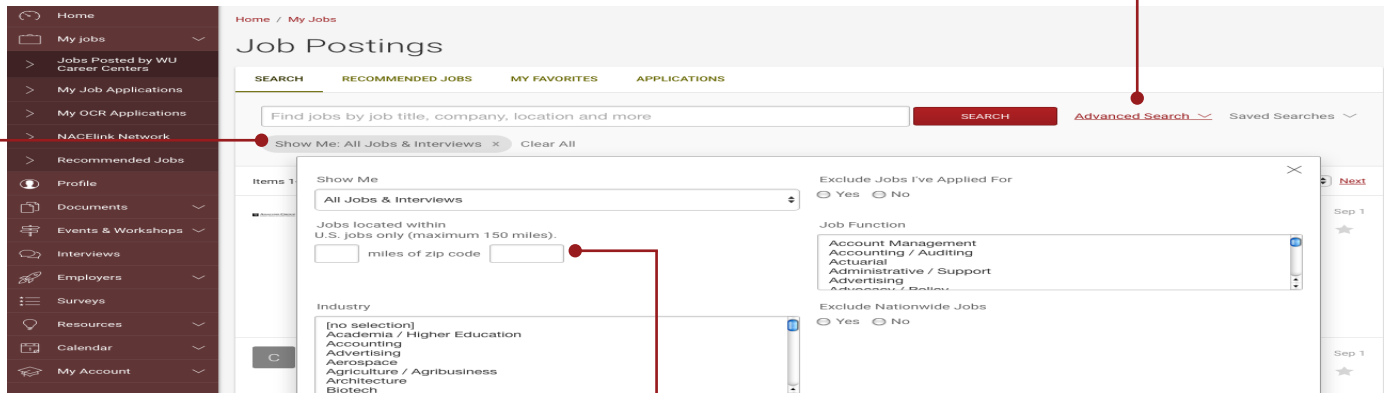 Home
My jobs
Jobs Posted by WU
Career Centers
My Job Applications
My OCR Applications
NACElink Network
Recommended Jobs
Profile
Documents
Events & Workshops
Interviews
Employers
Surveys
Resources
Calendar
My Account
Home / My Jobs
Job Postings
SEARCH RECOMMENDED JOBS MY FAVORITES APPLICATIONS
Find jobs by job title, company, location and more SEARCH Advanced Search Saved Searches
Show Me: All Jobs & Interviews × Clear All
Items 1- Next
Show Me
All Jobs & Interviews
Jobs located within
U.S. jobs only (maximum 150 miles).
miles of zip code
Industry
[no selection]
Academia / Higher Education
Accounting
Advertising
Aerospace
Agriculture / Agribusiness
Architecture
Biotech
Exclude Jobs I've Applied For
Yes No
Job Function
Account Management
Accounting / Auditing
Actuarial
Administrative / Support
Advertising
Advocacy / Policy
Exclude Nationwide Jobs
Yes No
Sep 1
C
Sep 1